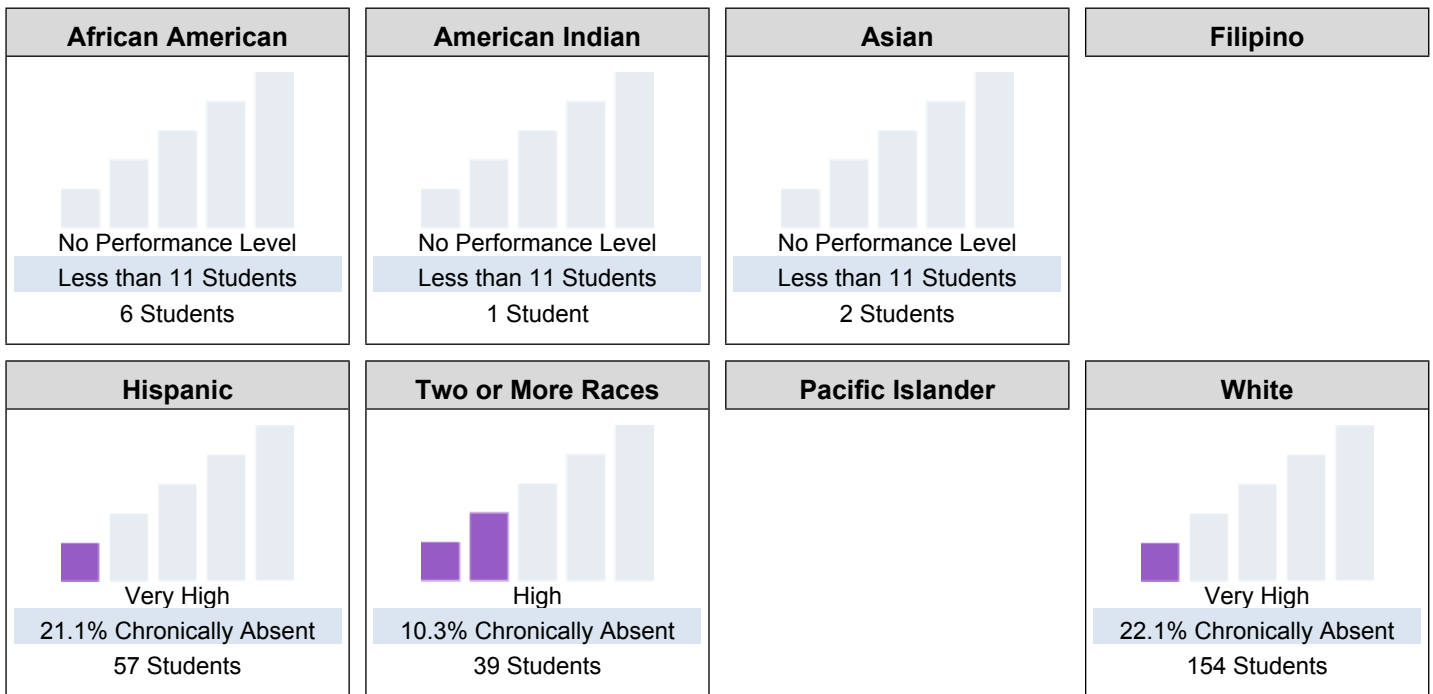 African American
No Performance Level
Less than 11 Students
6 Students
American Indian
No Performance Level
Less than 11 Students
1 Student
Asian
No Performance Level
Less than 11 Students
2 Students
Filipino
Hispanic
Very High
21.1% Chronically Absent
57 Students
Two or More Races
High
10.3% Chronically Absent
39 Students
Pacific Islander
White
Very High
22.1% Chronically Absent
154 Students